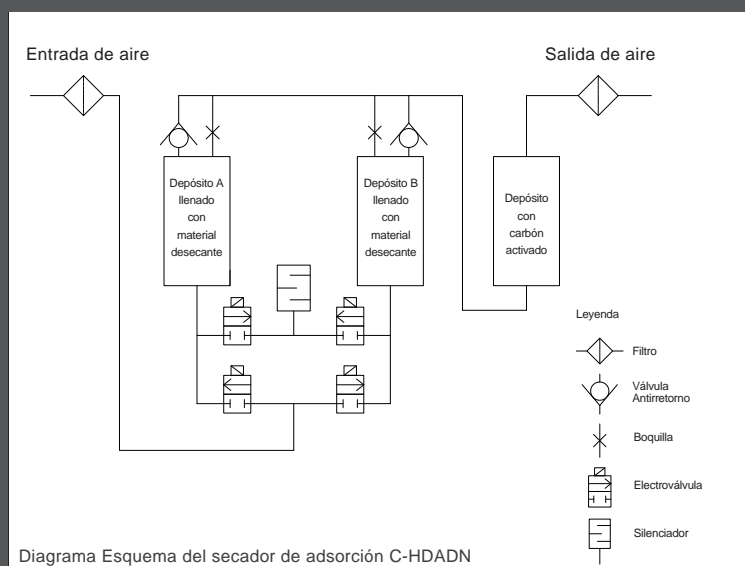 Entrada de aire
Salida de aire
Depósito A
llenado
con
material
desecante
Depósito B
llenado
con
material
desecante
Depósito
con
carbón
activado
Leyenda
Filtro
Válvula
Antirretorno
Boquilla
Electroválvula
Silenciador
Diagrama Esquema del secador de adsorción C-HDADN